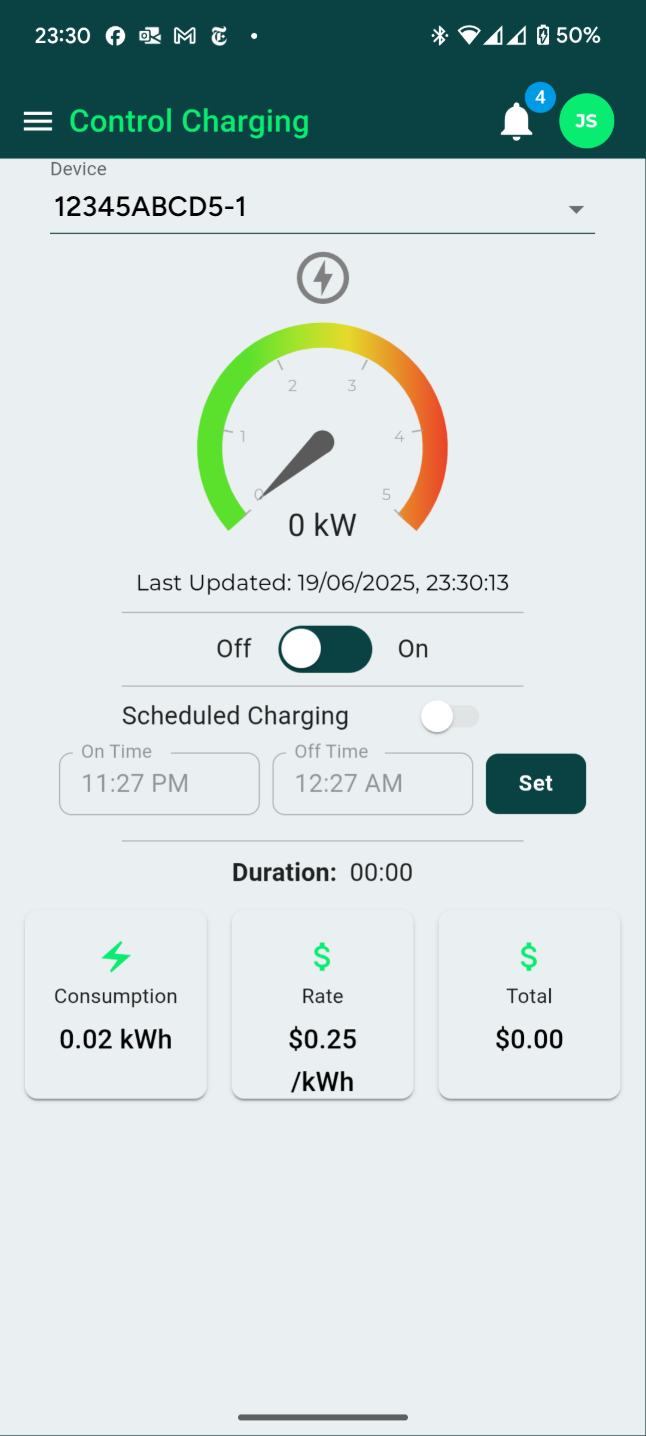 23:30 50%
4
Control Charging JS
Device
12345ABCD5-1
2 3
1 4
0 5
0 kW
Last Updated: 19/06/2025, 23:30:13
Off On
Scheduled Charging
On Time Off Time
11:27 PM 12:27 AM Set
Duration: 00:00
$ $
Consumption Rate Total
0.02 kWh $0.25 $0.00
/kWh